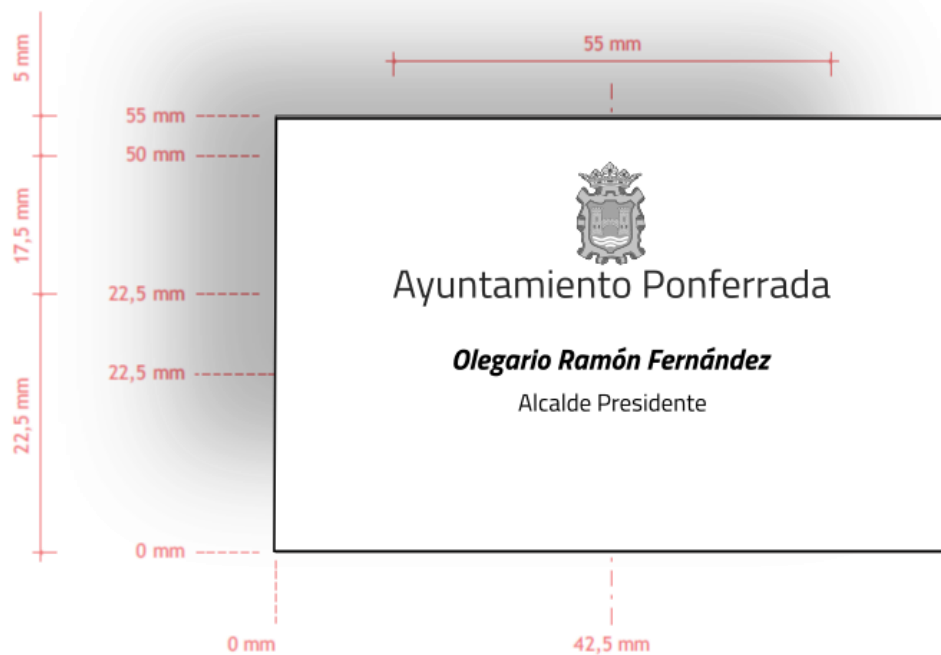 55 mm
5 mm
55 mm
50 mm
17,5 mm
22,5 mm
Ayuntamiento Ponferrada
Olegario Ramón Fernández
22,5 mm
Alcalde Presidente
22,5 mm
0 mm
0 mm
42,5 mm